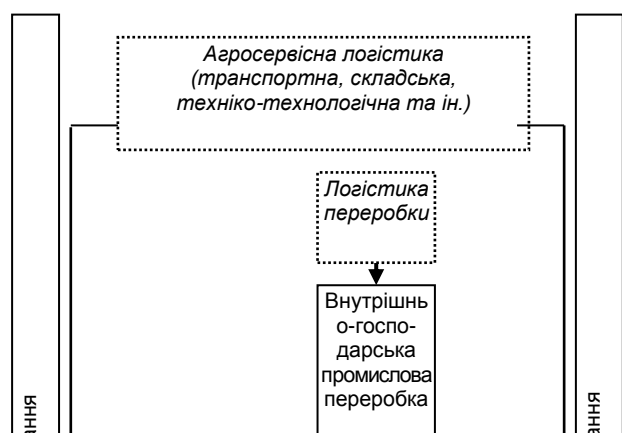 Агросервісна логістика
(транспортна, складська,
техніко-технологічна та ін.)
Логістика
переробки
Внутрішнь
о-госпо-
дарська
промислова
переробка